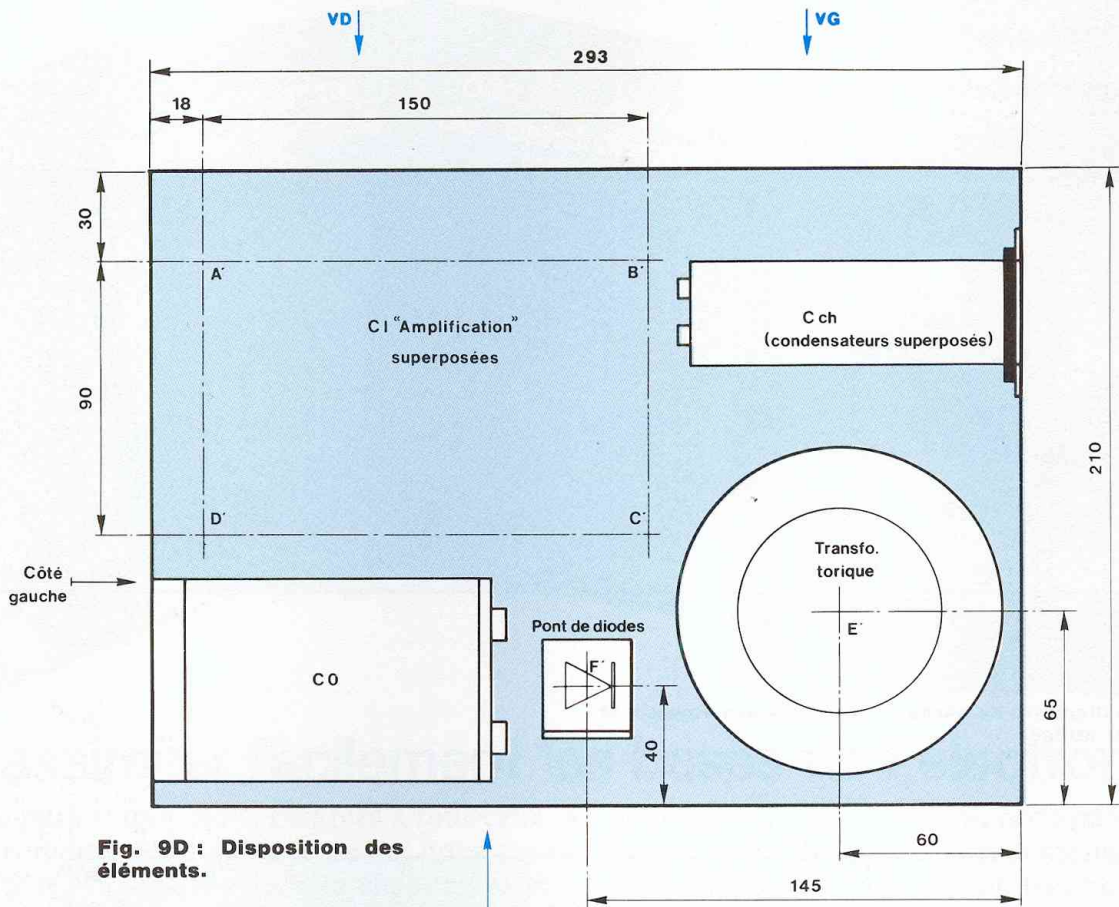 VD
VG
293
18
150
30
A´
B´
C I “Amplification”
superposées
C ch
(condensateurs superposés)
90
210
D´
C´
Côté
gauche
Transfo.
torique
E´
Pont de diodes
F´
C O
40
65
60
145
Fig. 9D : Disposition des
éléments.